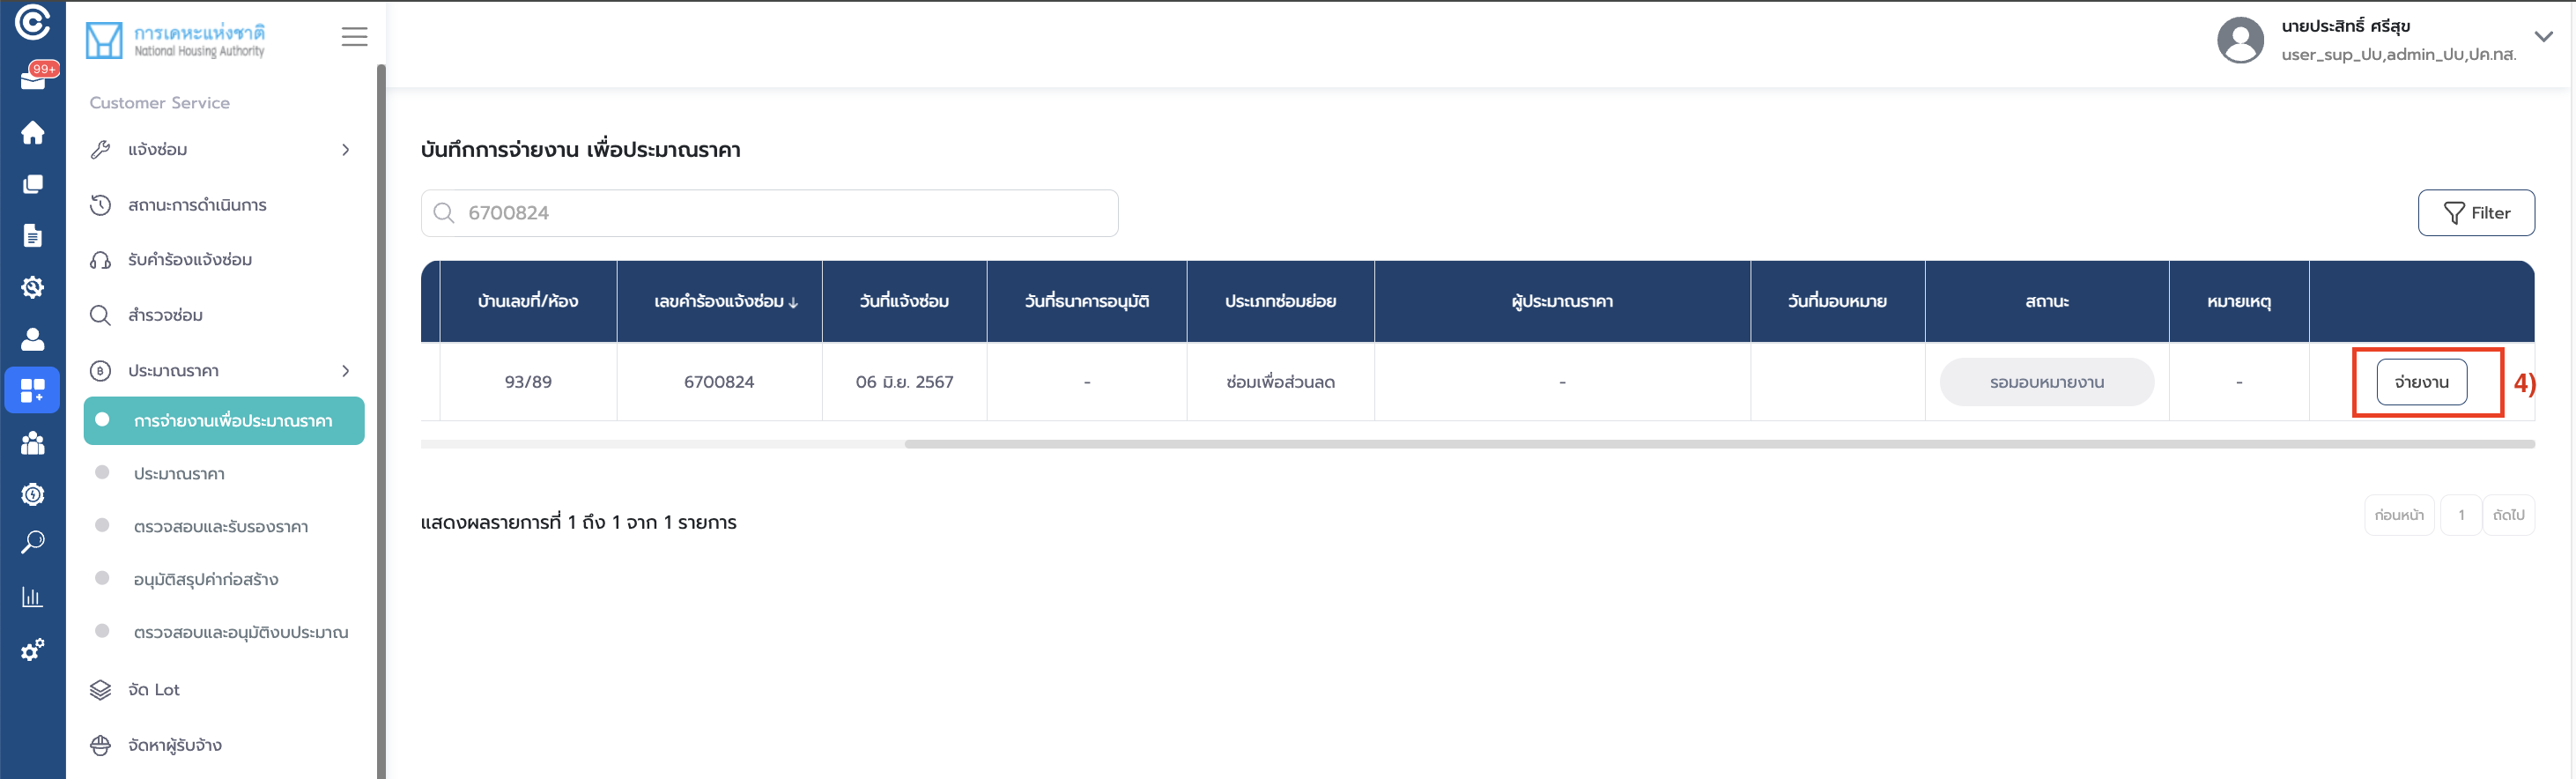 99+
การเคหะแห่งชาติ
National Housing Authority
นายประสิทธิ์ ศรีสุข
user_sup_ปบ,admin_ปบ,ปค.ทส.
Customer Service
แจ้งซ่อม
สถานะการดำเนินการ
รับคำร้องแจ้งซ่อม
สำรวจซ่อม
ประมาณราคา
การจ่ายงานเพื่อประมาณราคา
ประมาณราคา
ตรวจสอบและรับรองราคา
อนุมัติสรุปค่าก่อสร้าง
ตรวจสอบและอนุมัติงบประมาณ
จัด Lot
จัดหาผู้รับจ้าง
บันทึกการจ่ายงาน เพื่อประมาณราคา
6700824
Filter
บ้านเลขที่/ห้อง เลขคำร้องแจ้งซ่อม ↓ วันที่แจ้งซ่อม วันที่ธนาคารอนุมัติ ประเภทซ่อมย่อย ผู้ประมาณราคา วันที่มอบหมาย สถานะ หมายเหตุ
93/89 6700824 06 มิ.ย. 2567 - ซ่อมเพื่อส่วนลด - รอมอบหมายงาน - จ่ายงาน 4)
แสดงผลรายการที่ 1 ถึง 1 จาก 1 รายการ
ก่อนหน้า 1 ถัดไป